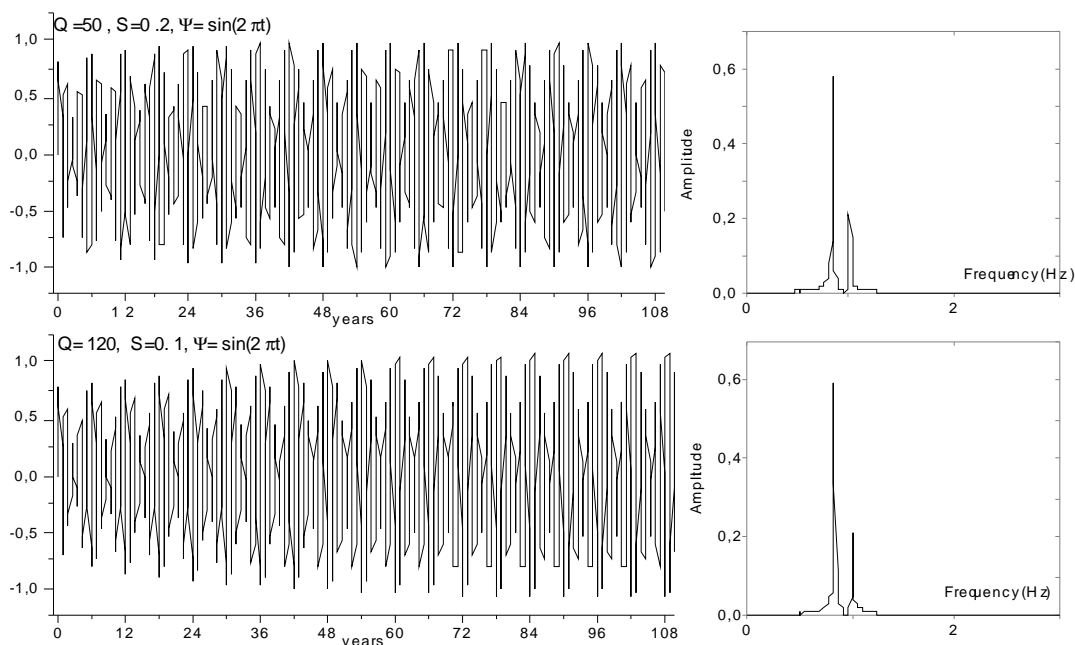 Q =50 , S=0 .2, Ψ= sin(2 πt)
1,0
0,5
0,0
-0,5
-1,0
0 12 24 36 48 60 72 84 96 108
years
Amplitude
0,6
0,4
0,2
0,0
Frequency(Hz)
0 2
Q= 120, S=0. 1, Ψ= sin(2 πt)
1,0
0,5
0,0
-0,5
-1,0
0 12 24 36 48 60 72 84 96 108
years
Ampltude
0,6
0,4
0,2
0,0
Frequency(Hz)
0 2